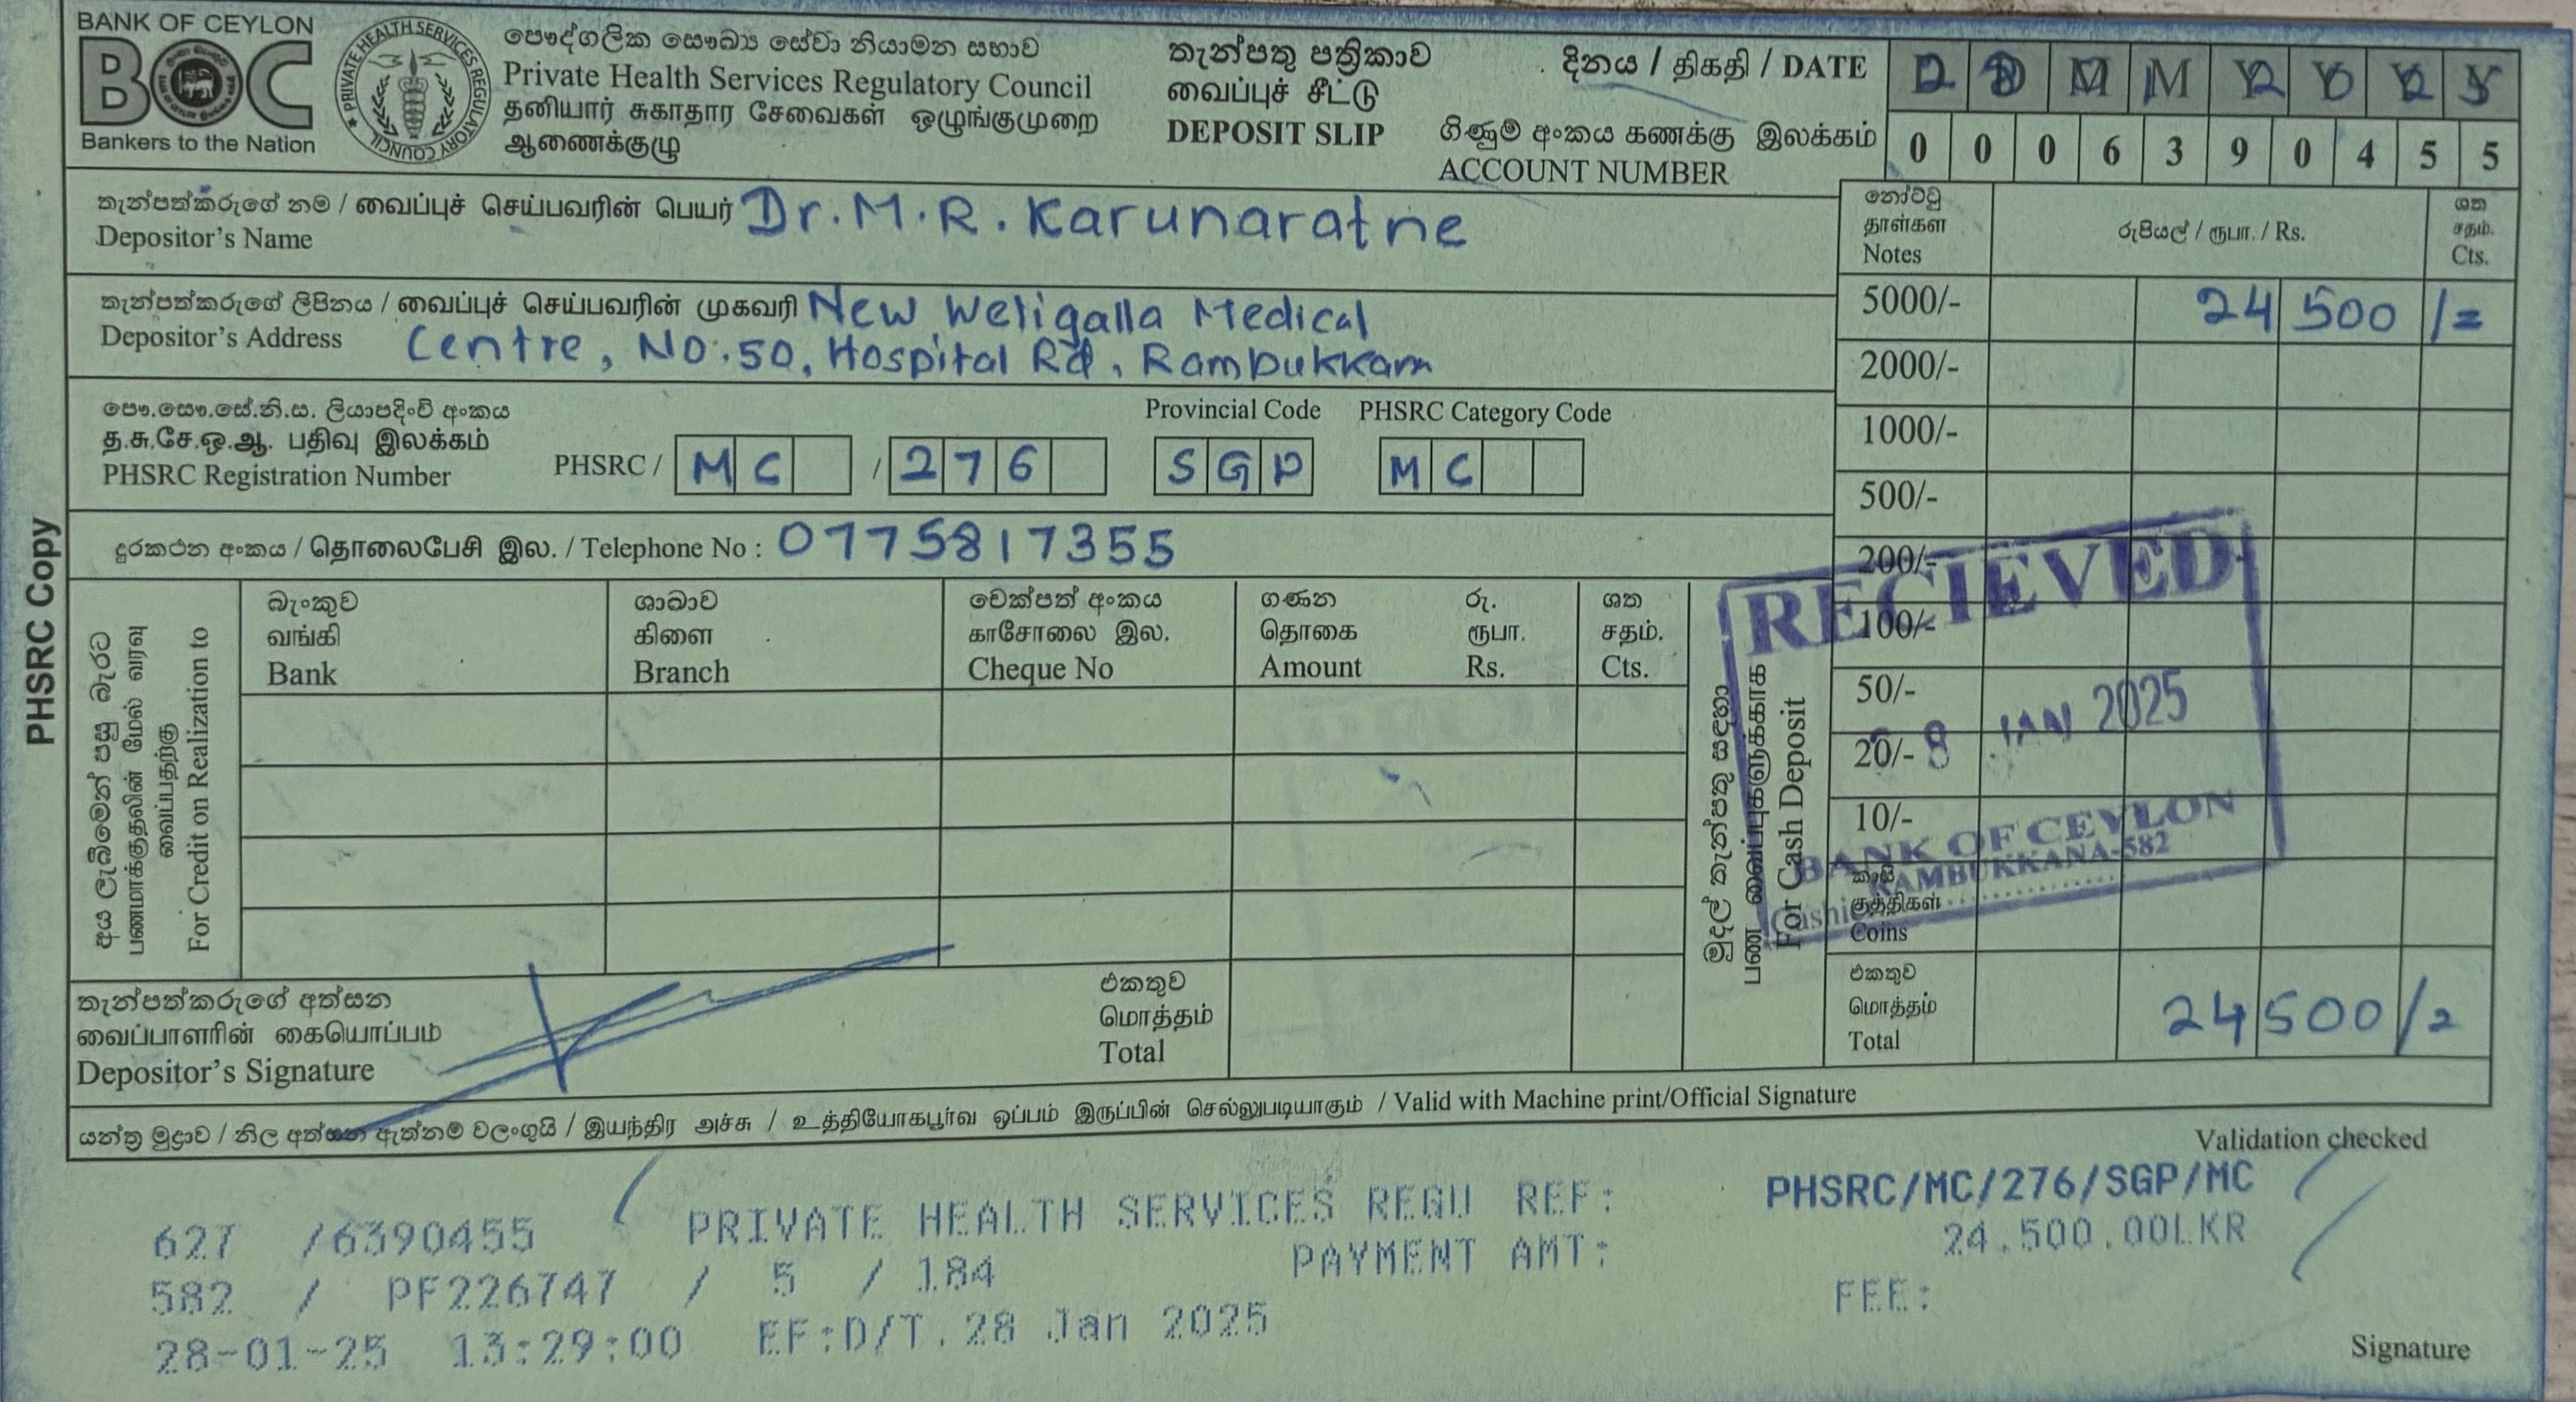 BANK OF CEYLON
BOC
Bankers to the Nation
PRIVATE HEALTH SERVICES REGULATORY COUNCIL
පෞද්ගලික සෞඛ්‍ය සේවා නියාමන සභාව
Private Health Services Regulatory Council
தனியார் சுகாதார சேவைகள் ஒழுங்குமுறை
ஆணைக்குழு
තැන්පතු පත්‍රිකාව
வைப்புச் சீட்டு
DEPOSIT SLIP
දිනය / திகதி / DATE
ගිණුම් අංකය கணக்கு இலக்கம்
ACCOUNT NUMBER
0 0 0 6 3 9 0 4 5 5
තැන්පත්කරුගේ නම / வைப்புச் செய்பவரின் பெயர் Dr. M. R. Karunaratne
Depositor's Name
තැන්පත්කරුගේ ලිපිනය / வைப்புச் செய்பவரின் முகவரி New Weligalla Medical
Depositor's Address Centre, No. 50, Hospital Rd, Rambukkam
පෞ.සෞ.සේ.නි.ස. ලියාපදිංචි අංකය
த.சு.சே.ஒ.ஆ. பதிவு இலக்கம்
PHSRC Registration Number
PHSRC / M C / 2 7 6
Provincial Code
S G P
PHSRC Category Code
M C
දුරකථන අංකය / தொலைபேசி இல. / Telephone No : 0775817355
PHSRC Copy
අය ලැබීමෙන් පසු බැරට
பணமாக்குதலின் மேல் வரவு
வைப்பதற்கு
For Credit on Realization to
බැංකුව
வங்கி
Bank
ශාඛාව
கிளை
Branch
චෙක්පත් අංකය
காசோலை இல.
Cheque No
ගණන රු.
தொகை ரூபா.
Amount Rs.
ශත
சதம்.
Cts.
එකතුව
மொத்தம்
Total
මුදල් තැන්පතු සඳහා
பண வைப்புகளுக்காக
For Cash Deposit
නෝට්ටු
தாள்கள
Notes
රුපියල් / ரூபா. / Rs.
ශත
சதம்.
Cts.
5000/- 24 500 /=
2000/-
1000/-
500/-
200/-
100/-
50/-
20/-
10/-
කාසි
குத்திகள்
Coins
එකතුව
மொத்தம்
Total 24500/=
RECIEVED
8 JAN 2025
BANK OF CEYLON
RAMBUKKANA-582
Cashier
තැන්පත්කරුගේ අත්සන
வைப்பாளரின் கையொப்பம்
Depositor's Signature
යන්ත්‍ර මුද්‍රාව / නිල අත්සන ඇත්නම් වලංගුයි / இயந்திர அச்சு / உத்தியோகபூர்வ ஒப்பம் இருப்பின் செல்லுபடியாகும் / Valid with Machine print/Official Signature
Validation checked
627 /6390455 PRIVATE HEALTH SERVICES REGU REF: PHSRC/MC/276/SGP/MC
582 / PF226747 / 5 / 184 PAYMENT AMT: 24.500.00LKR
28-01-25 13:29:00 EF:D/T.28 Jan 2025 FEE:
Signature